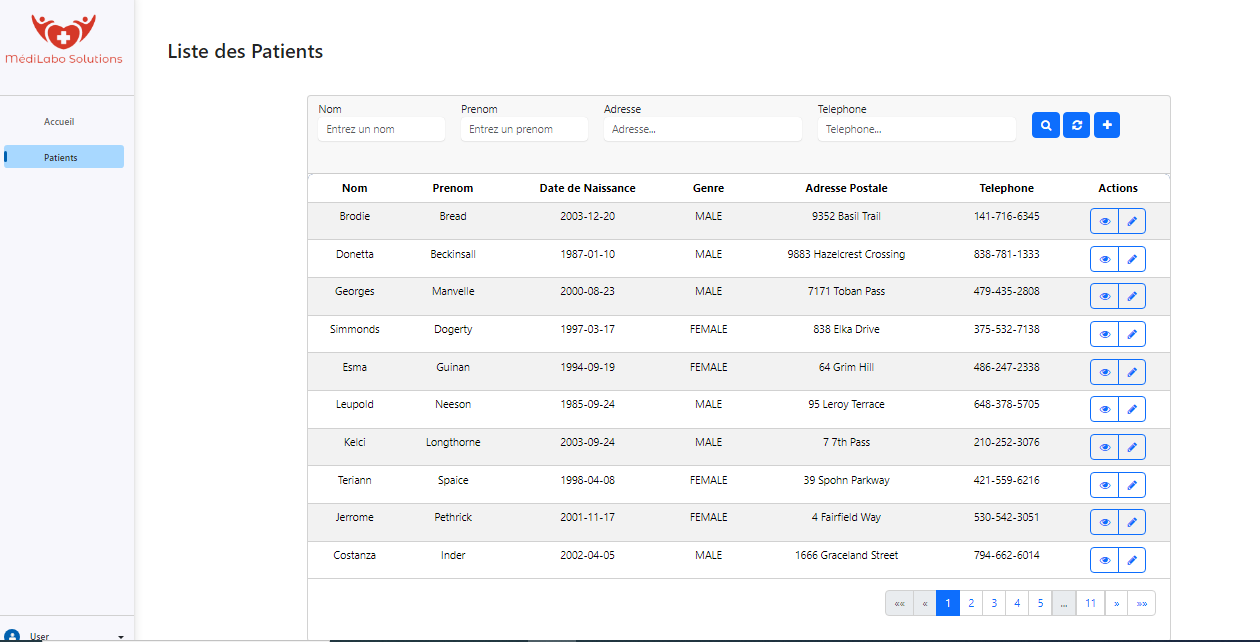 MédiLabo Solutions
Liste des Patients
Accueil
Patients
Nom Prenom Adresse Telephone
Entrez un nom Entrez un prenom Adresse... Telephone...
Nom Prenom Date de Naissance Genre Adresse Postale Telephone Actions
Brodie Bread 2003-12-20 MALE 9352 Basil Trail 141-716-6345
Donetta Beckinsall 1987-01-10 MALE 9883 Hazelcrest Crossing 838-781-1333
Georges Manvelle 2000-08-23 MALE 7171 Toban Pass 479-435-2808
Simmonds Dogerty 1997-03-17 FEMALE 838 Elka Drive 375-532-7138
Esma Guinan 1994-09-19 FEMALE 64 Grim Hill 486-247-2338
Leupold Neeson 1985-09-24 MALE 95 Leroy Terrace 648-378-5705
Kelci Longthorne 2003-09-24 MALE 7 7th Pass 210-252-3076
Teriann Spaice 1998-04-08 FEMALE 39 Spohn Parkway 421-559-6216
Jerrome Pethrick 2001-11-17 FEMALE 4 Fairfield Way 530-542-3051
Costanza Inder 2002-04-05 MALE 1666 Graceland Street 794-662-6014
«« « 1 2 3 4 5 ... 11 » »»
User